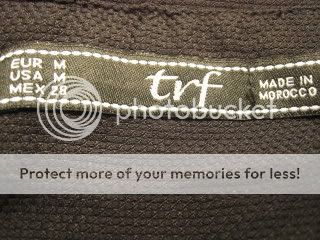 EUR M
USA M
MEX 28
trf
MADE IN
MOROCCO
photobucket
Protect more of your memories for less!